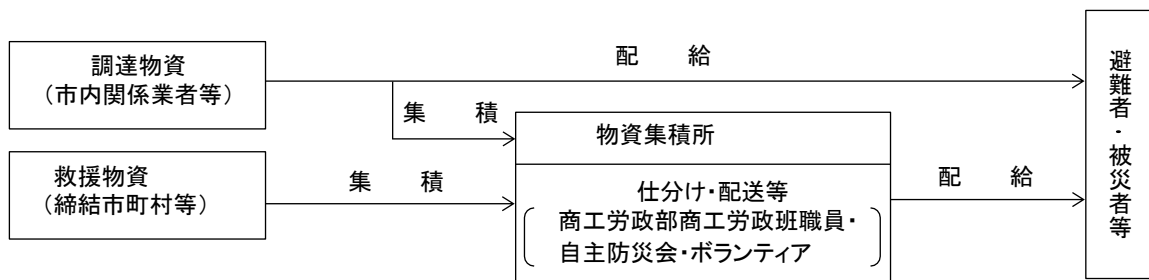 調達物資
(市内関係業者等)
配 給
集 積
救援物資
(締結市町村等)
集 積
物資集積所
仕分け・配送等
商工労政部商工労政班職員・
自主防災会・ボランティア
配 給
避難者・被災者等